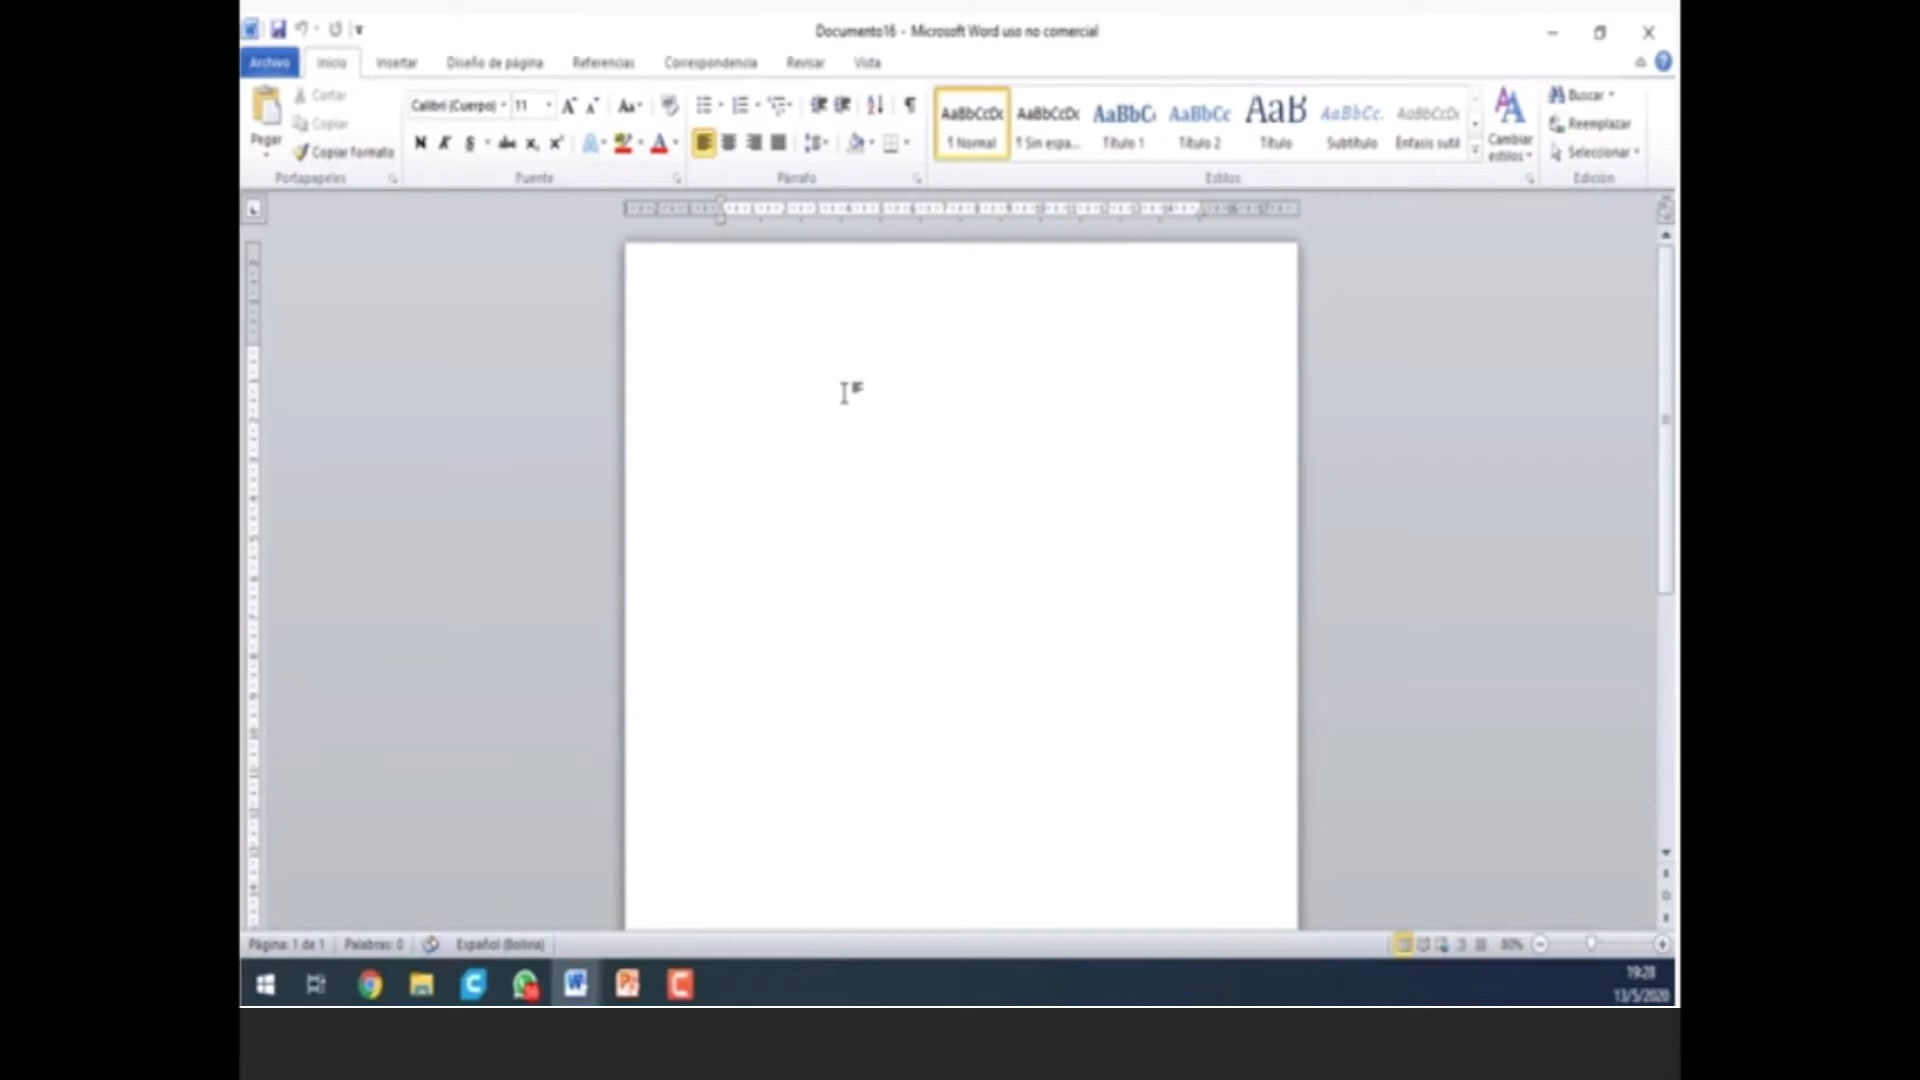 Documento16 - Microsoft Word uso no comercial
Archivo Inicio Insertar Diseño de página Referencias Correspondencia Revisar Vista
Pegar
Cortar
Copiar
Copiar formato
Portapapeles
Calibri (Cuerpo) 11
N K S abc x, x²
Fuente
Párrafo
AaBbCcDc AaBbCcDc AaBbC AaBbCc AaB AaBbCc. AaBbCcDc
¶ Normal ¶ Sin espa... Título 1 Título 2 Título Subtítulo Énfasis sutil
Cambiar estilos
Estilos
Buscar
Reemplazar
Seleccionar
Edición
Página: 1 de 1 Palabras: 0 Español (Bolivia) 80%
19:28
13/5/2020